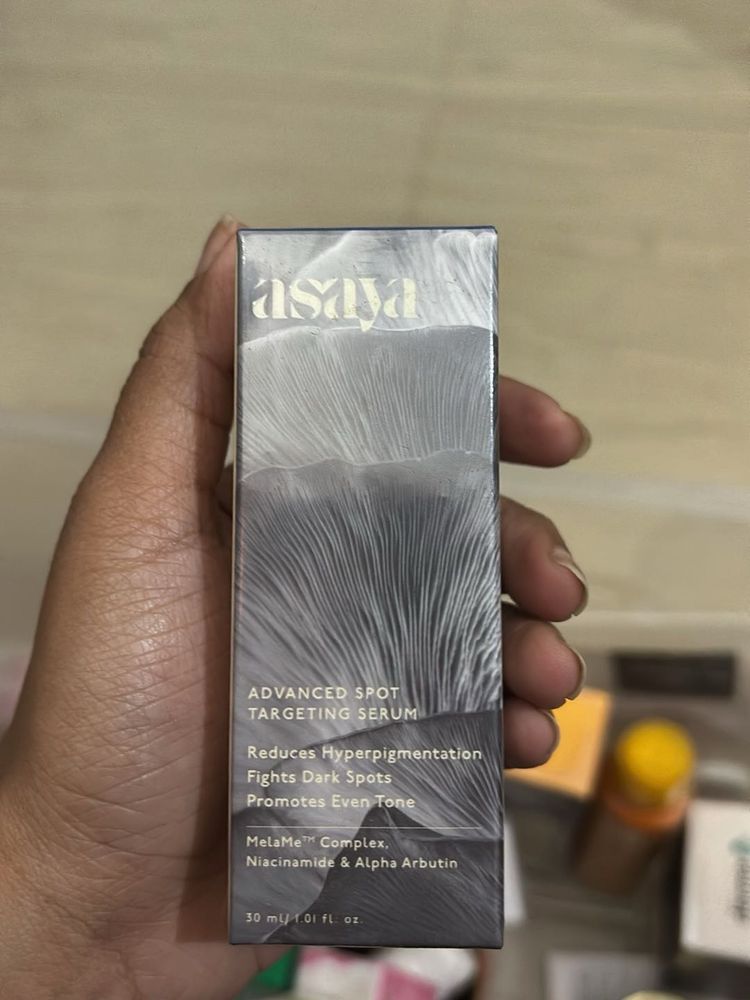 asaya
ADVANCED SPOT
TARGETING SERUM
Reduces Hyperpigmentation
Fights Dark Spots
Promotes Even Tone
MelaMe™ Complex,
Niacinamide & Alpha Arbutin
30 ml/ 1.01 fl. oz.